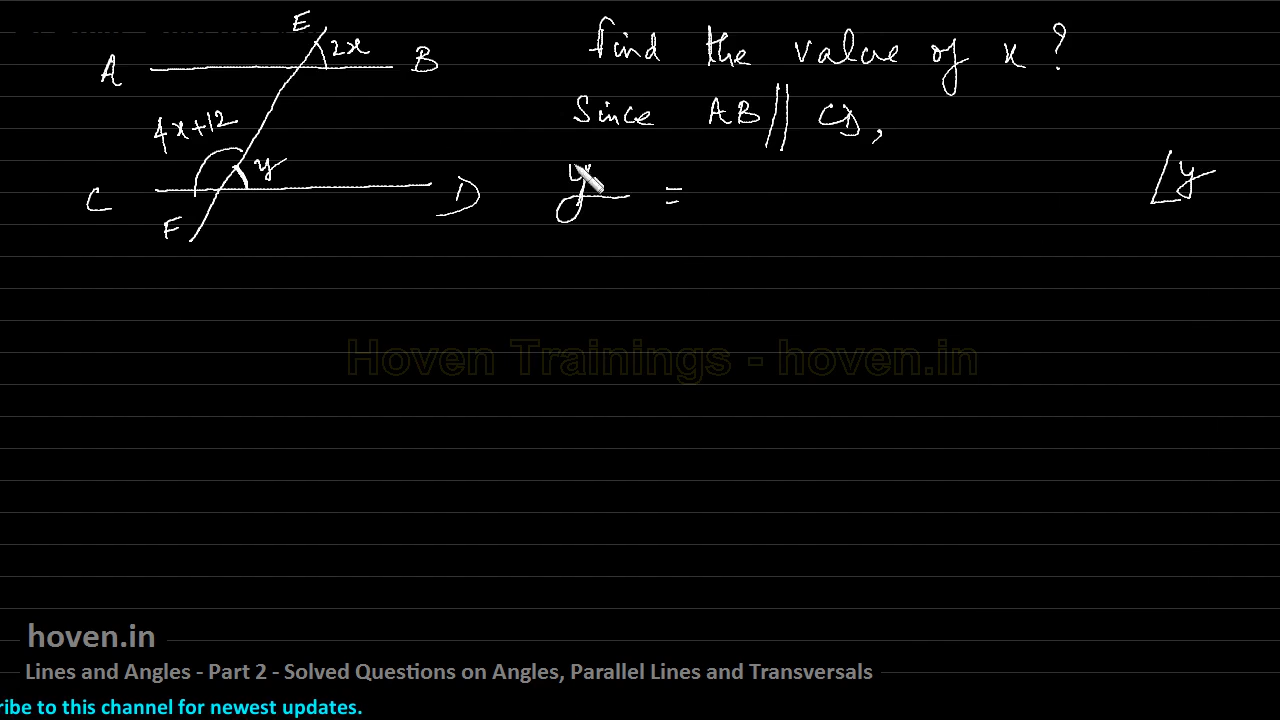 E
2x
A
B
find the value of x?
Since AB || CD,
4x+12
y
C
D
F
y =
∠y
Hoven Trainings - hoven.in
hoven.in
Lines and Angles - Part 2 - Solved Questions on Angles, Parallel Lines and Transversals
ribe to this channel for newest updates.